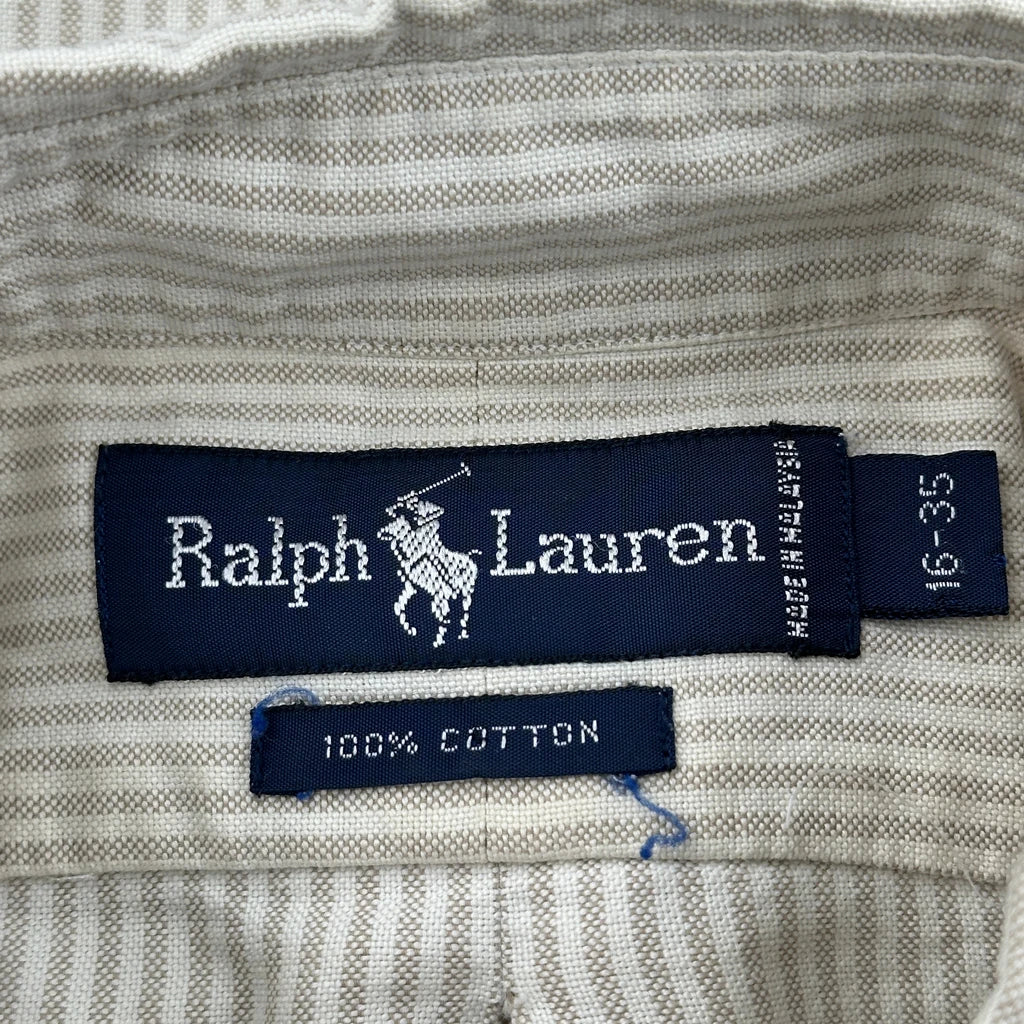 Ralph Lauren
MADE IN MALAYSIA
16-35
100% COTTON